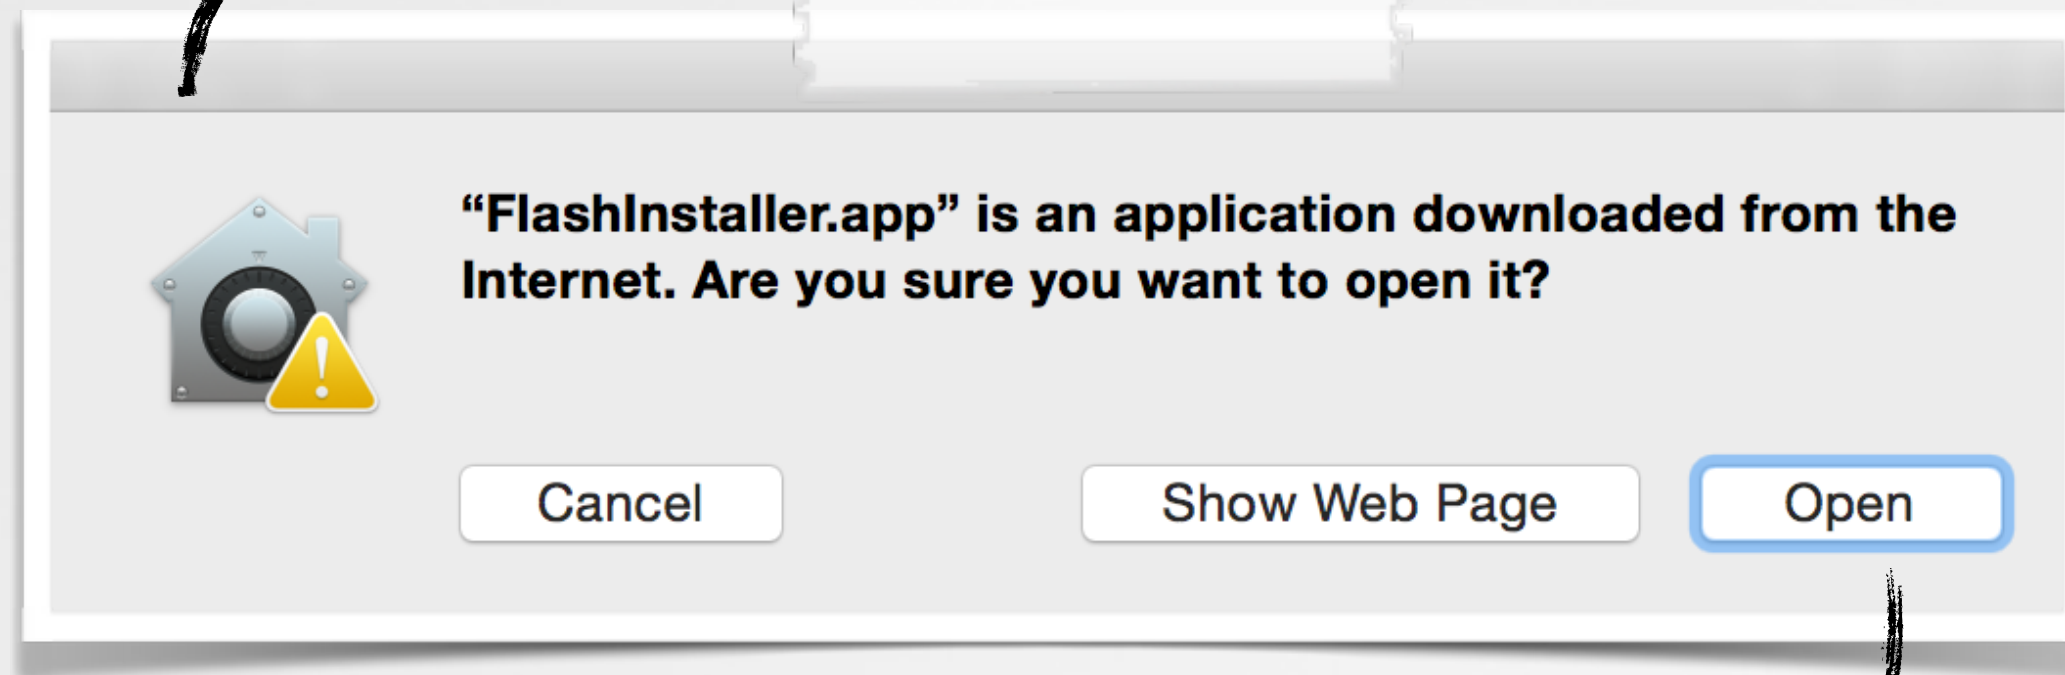 “FlashInstaller.app” is an application downloaded from the
Internet. Are you sure you want to open it?
Cancel
Show Web Page
Open